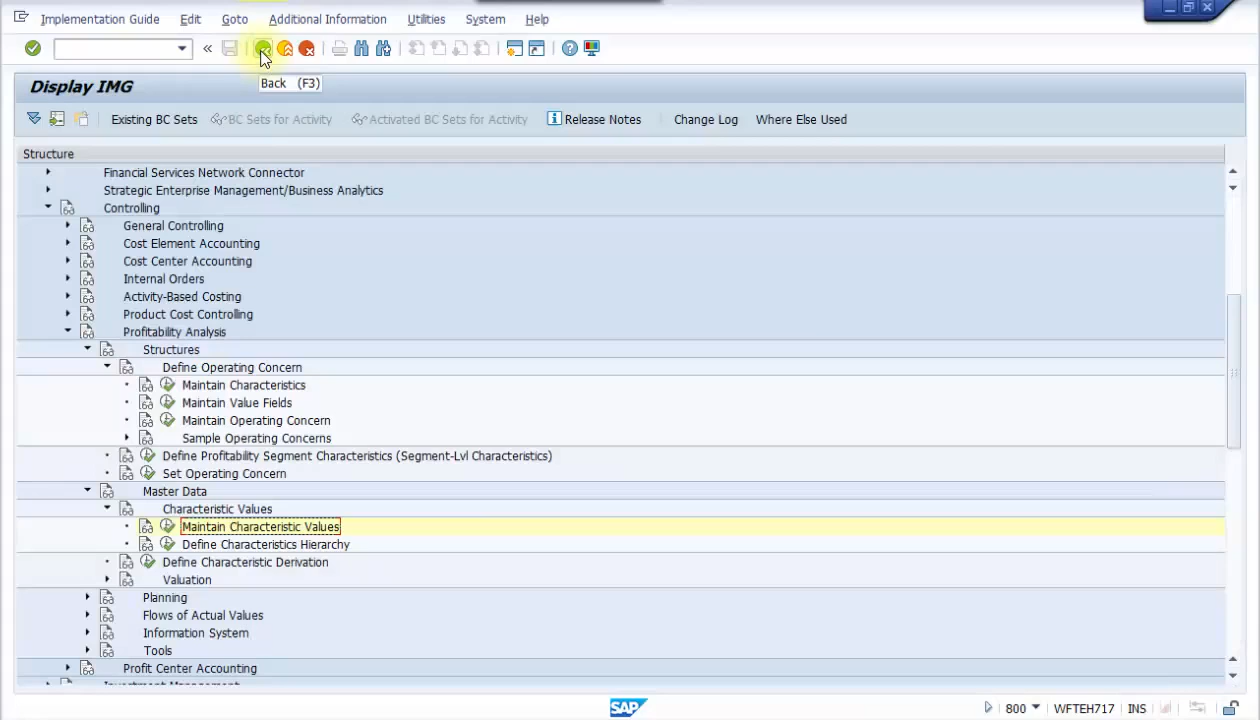 Implementation Guide Edit Goto Additional Information Utilities System Help
Back (F3)
Display IMG
Existing BC Sets BC Sets for Activity Activated BC Sets for Activity Release Notes Change Log Where Else Used
Structure
Financial Services Network Connector
Strategic Enterprise Management/Business Analytics
Controlling
General Controlling
Cost Element Accounting
Cost Center Accounting
Internal Orders
Activity-Based Costing
Product Cost Controlling
Profitability Analysis
Structures
Define Operating Concern
Maintain Characteristics
Maintain Value Fields
Maintain Operating Concern
Sample Operating Concerns
Define Profitability Segment Characteristics (Segment-Lvl Characteristics)
Set Operating Concern
Master Data
Characteristic Values
Maintain Characteristic Values
Define Characteristics Hierarchy
Define Characteristic Derivation
Valuation
Planning
Flows of Actual Values
Information System
Tools
Profit Center Accounting
Investment Management
SAP 800 WFTEH717 INS